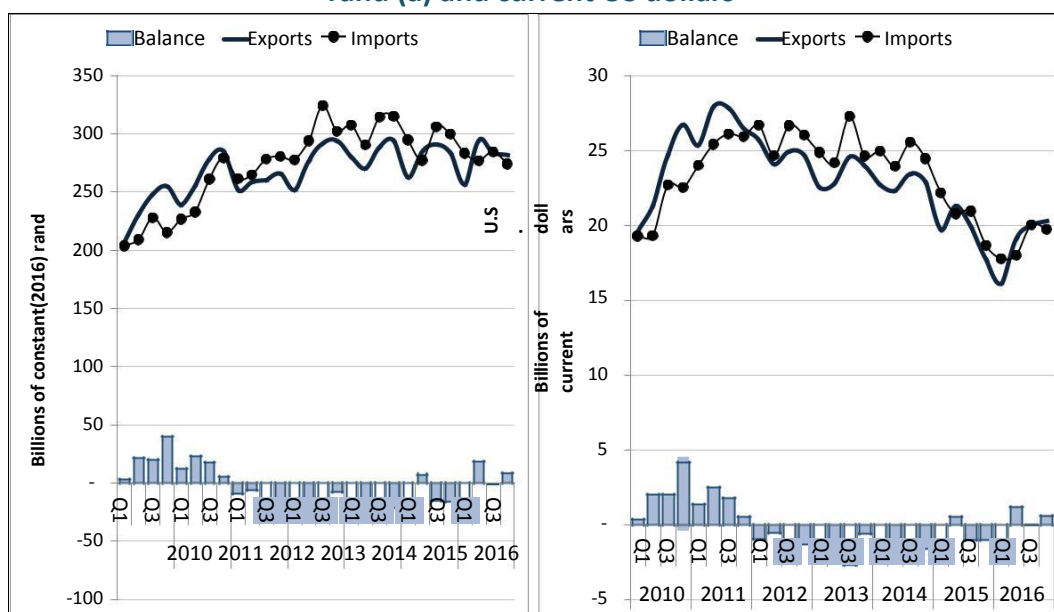 rand (a) and current US dollars
Balance Exports Imports
Billions of constant(2016) rand
350
300
250
200
150
100
50
-
-50
-100
Q1 Q3 Q1 Q3 Q1 Q3 Q1 Q3 Q1 Q3 Q1 Q3 Q1 Q3
2010 2011 2012 2013 2014 2015 2016
Balance Exports Imports
U.S
.
doll
ars
Billions of
current
30
25
20
15
10
5
-
-5
Q1 Q3 Q1 Q3 Q1 Q3 Q1 Q3 Q1 Q3 Q1 Q3 Q1 Q3
2010 2011 2012 2013 2014 2015 2016